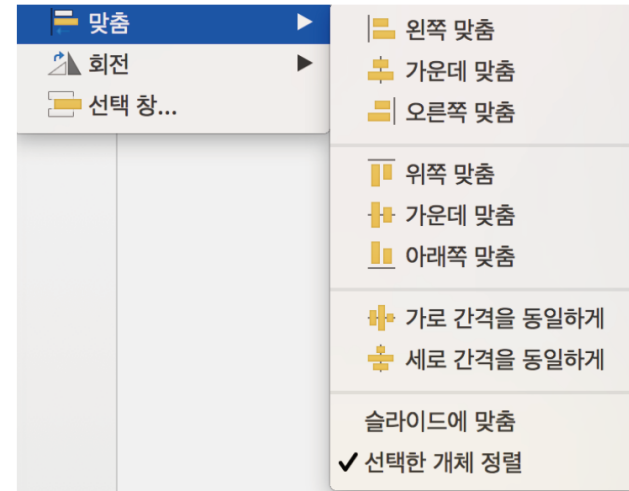 맞춤
회전
선택 창...
왼쪽 맞춤
가운데 맞춤
오른쪽 맞춤
위쪽 맞춤
가운데 맞춤
아래쪽 맞춤
가로 간격을 동일하게
세로 간격을 동일하게
슬라이드에 맞춤
선택한 개체 정렬